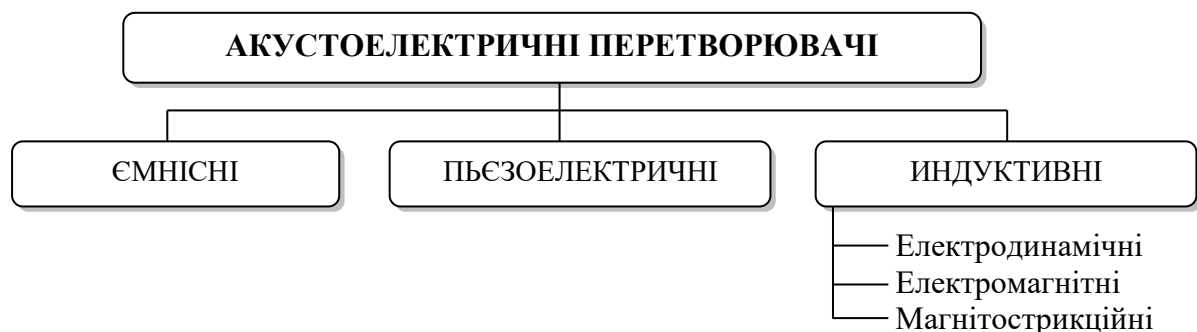 АКУСТОЕЛЕКТРИЧНІ ПЕРЕТВОРЮВАЧІ
ЄМНІСНІ
ПЬЄЗОЕЛЕКТРИЧНІ
ИНДУКТИВНІ
Електродинамічні
Електромагнітні
Магнітострикційні